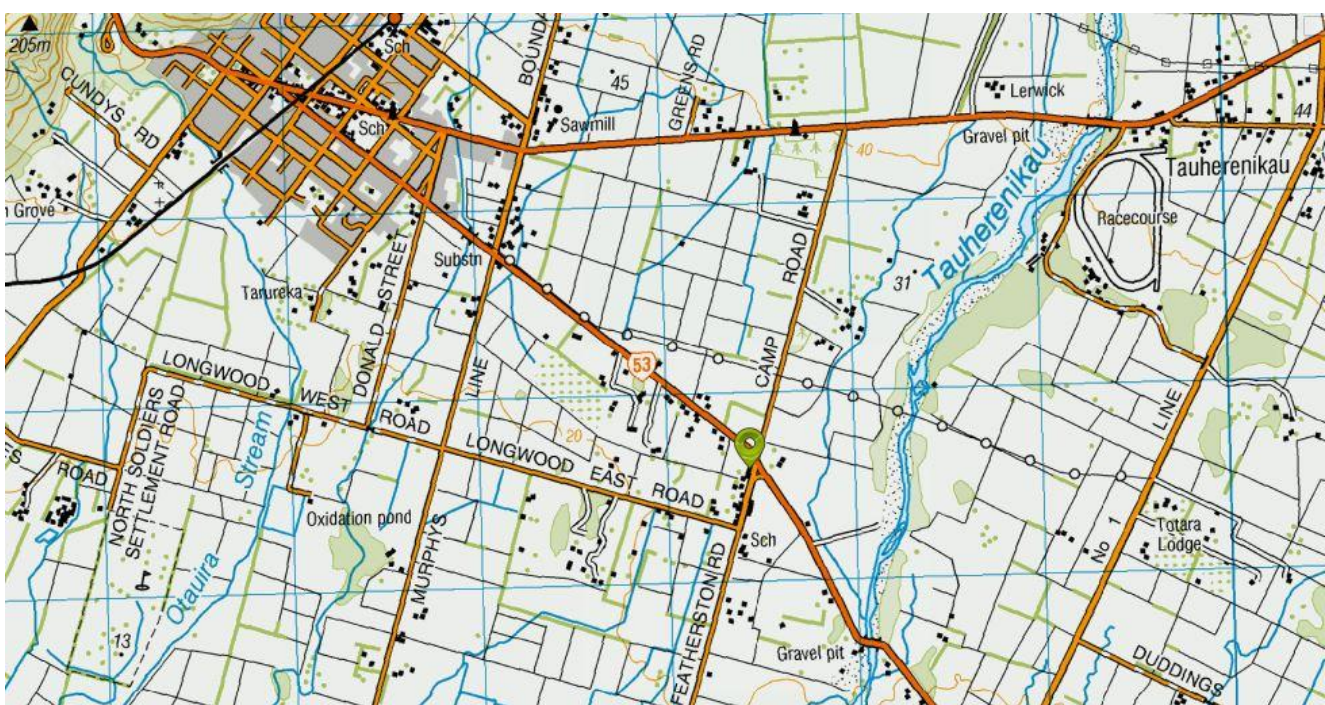 205m
Sch
BOUNDA
45
GREENS RD
Lerwick
CUNDYS RD
Sch
Sawmill
Gravel pit
40
44
Tauherenikau
Tauherenikau
n Grove
Racecourse
Substn
DONALD STREET
ROAD
31
Tarureka
LINE
53
CAMP
LONGWOOD WEST ROAD
LINE
20
LONGWOOD EAST ROAD
ES ROAD
NORTH SOLDIERS
SETTLEMENT ROAD
Stream
Oxidation pond
Sch
No 1
Totara
Lodge
MURPHYS
Otauira
FEATHERSTON RD
13
Gravel pit
DUDDINGS